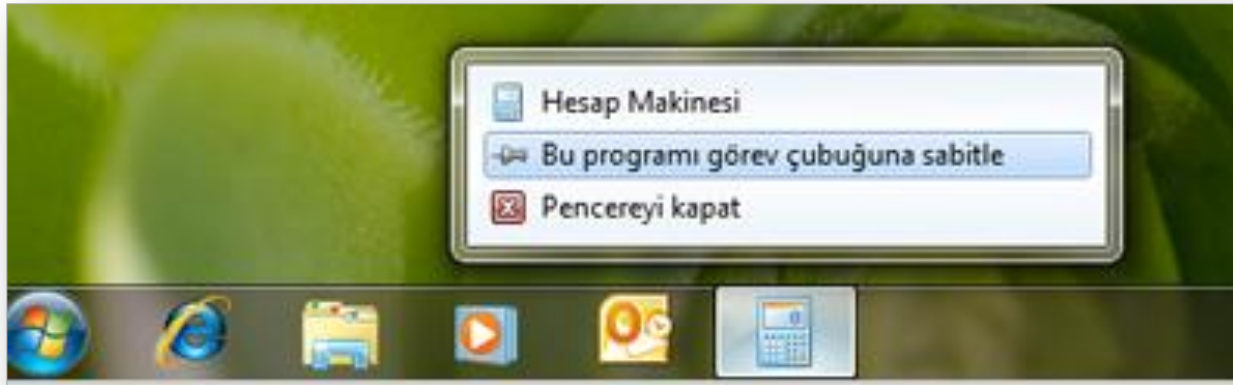 Hesap Makinesi
Bu programı görev çubuğuna sabitle
Pencereyi kapat